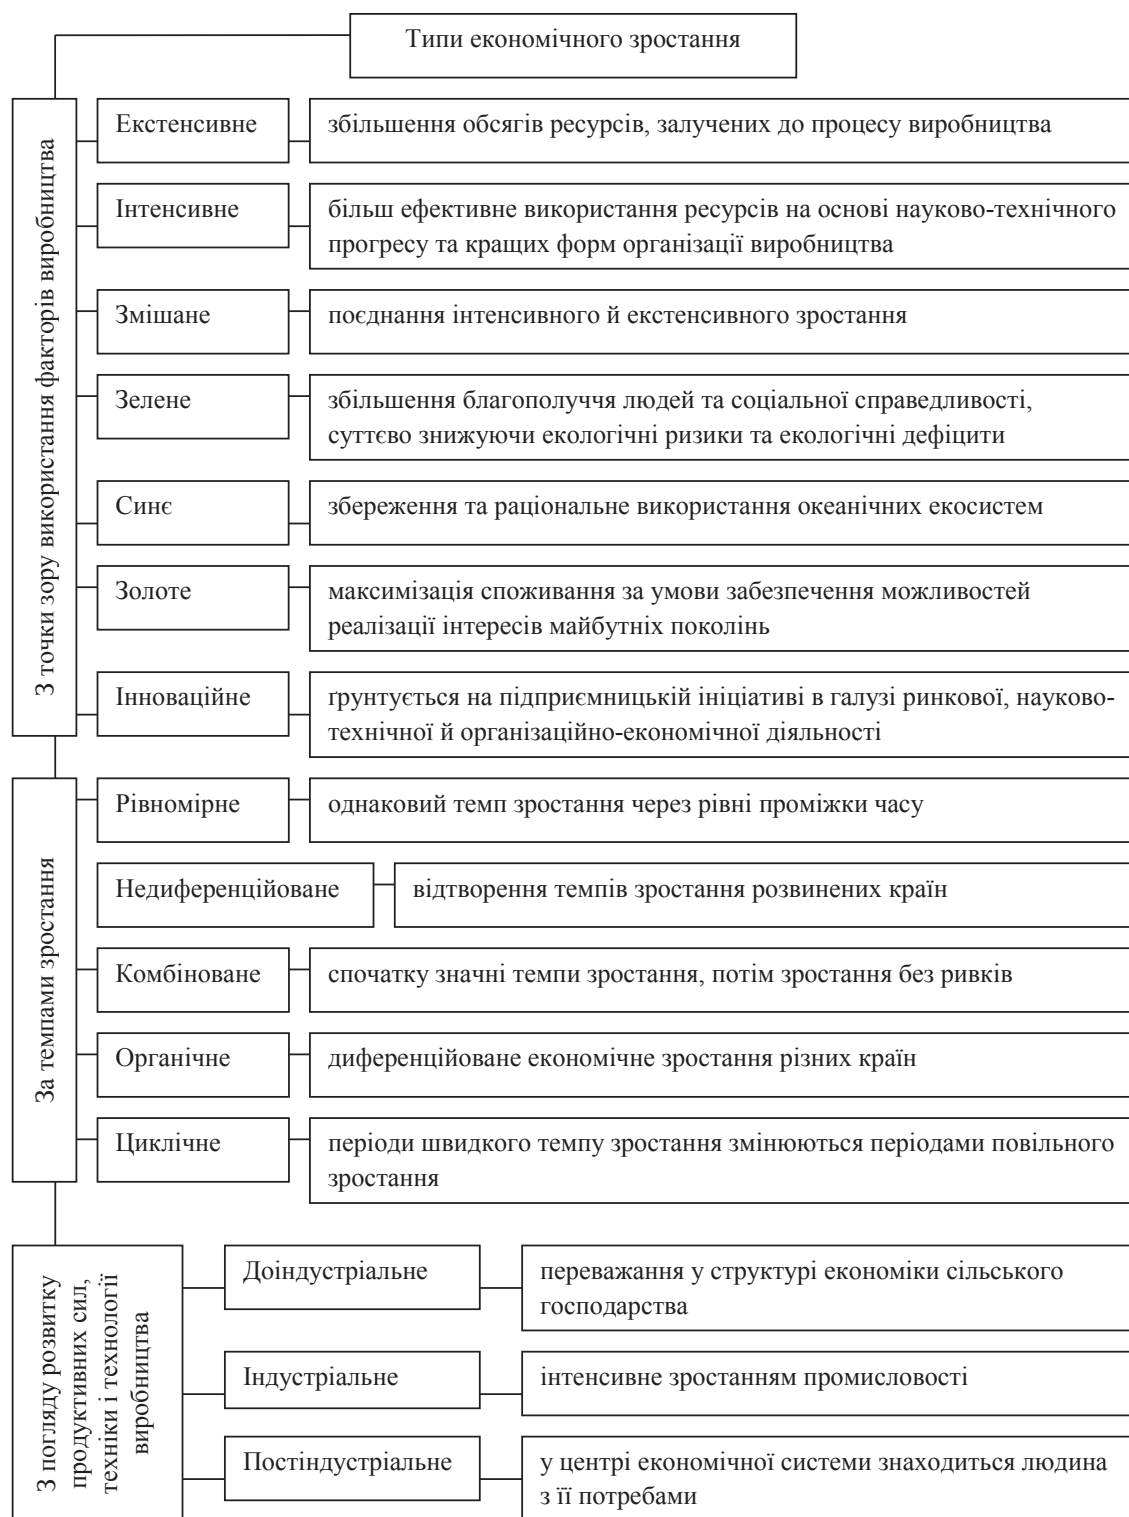 Типи економічного зростання
З точки зору використання факторів виробництва
Екстенсивне
збільшення обсягів ресурсів, залучених до процесу виробництва
Інтенсивне
більш ефективне використання ресурсів на основі науково-технічного
прогресу та кращих форм організації виробництва
Змішане
поєднання інтенсивного й екстенсивного зростання
Зелене
збільшення благополуччя людей та соціальної справедливості,
суттєво знижуючи екологічні ризики та екологічні дефіцити
Синє
збереження та раціональне використання океанічних екосистем
Золоте
максимізація споживання за умови забезпечення можливостей
реалізації інтересів майбутніх поколінь
Інноваційне
ґрунтується на підприємницькій ініціативі в галузі ринкової, науково-
технічної й організаційно-економічної діяльності
За темпами зростання
Рівномірне
однаковий темп зростання через рівні проміжки часу
Недиференційоване
відтворення темпів зростання розвинених країн
Комбіноване
спочатку значні темпи зростання, потім зростання без ривків
Органічне
диференційоване економічне зростання різних країн
Циклічне
періоди швидкого темпу зростання змінюються періодами повільного
зростання
З погляду розвитку
продуктивних сил,
техніки і технології
виробництва
Доіндустріальне
переважання у структурі економіки сільського
господарства
Індустріальне
інтенсивне зростанням промисловості
Постіндустріальне
у центрі економічної системи знаходиться людина
з її потребами